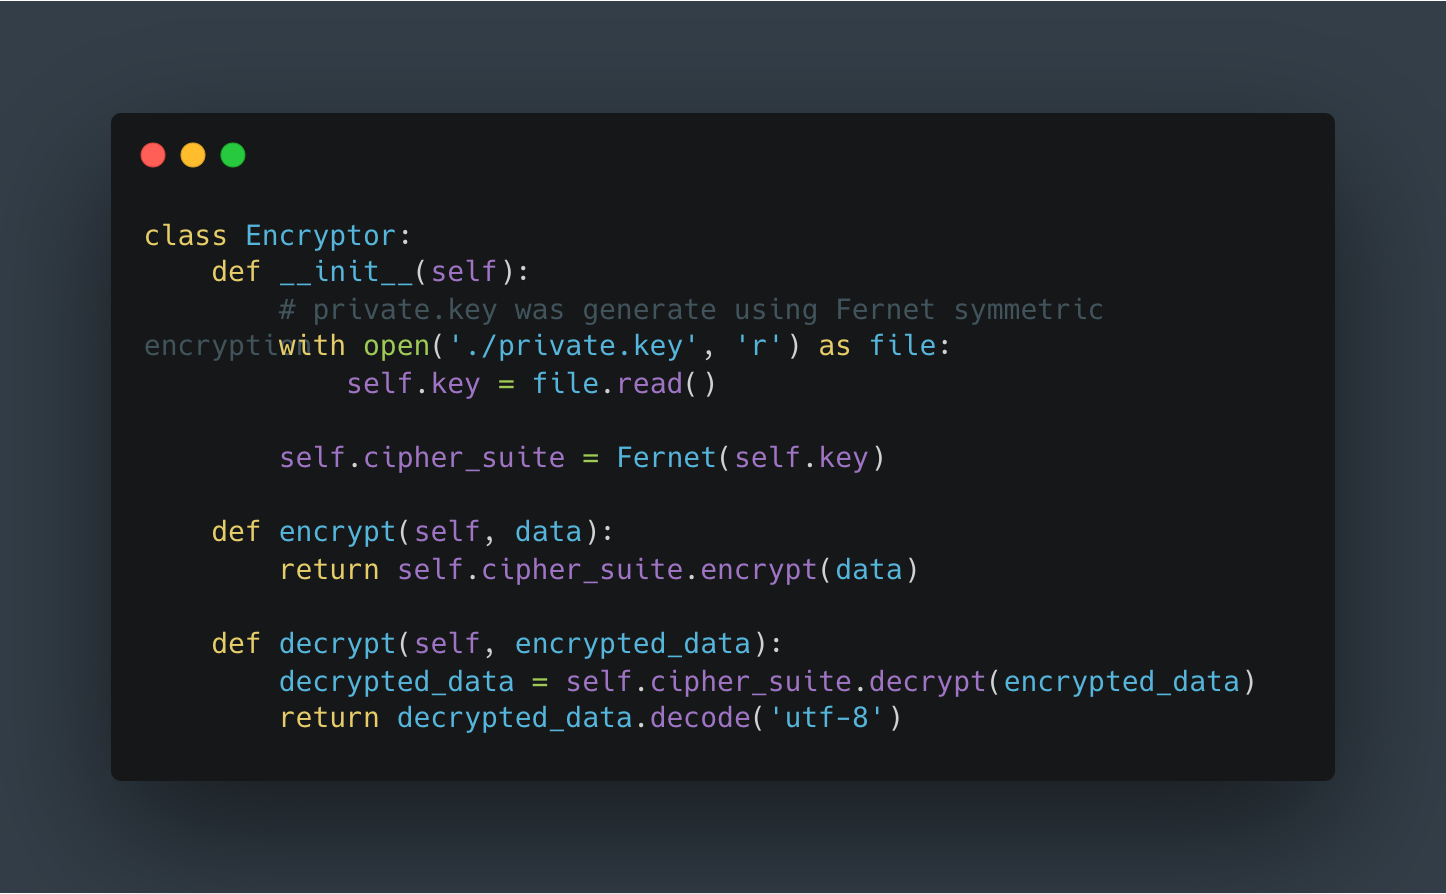 class Encryptor:
    def __init__(self):
        # private.key was generate using Fernet symmetric
encryption
        with open('./private.key', 'r') as file:
            self.key = file.read()

        self.cipher_suite = Fernet(self.key)

    def encrypt(self, data):
        return self.cipher_suite.encrypt(data)

    def decrypt(self, encrypted_data):
        decrypted_data = self.cipher_suite.decrypt(encrypted_data)
        return decrypted_data.decode('utf-8')